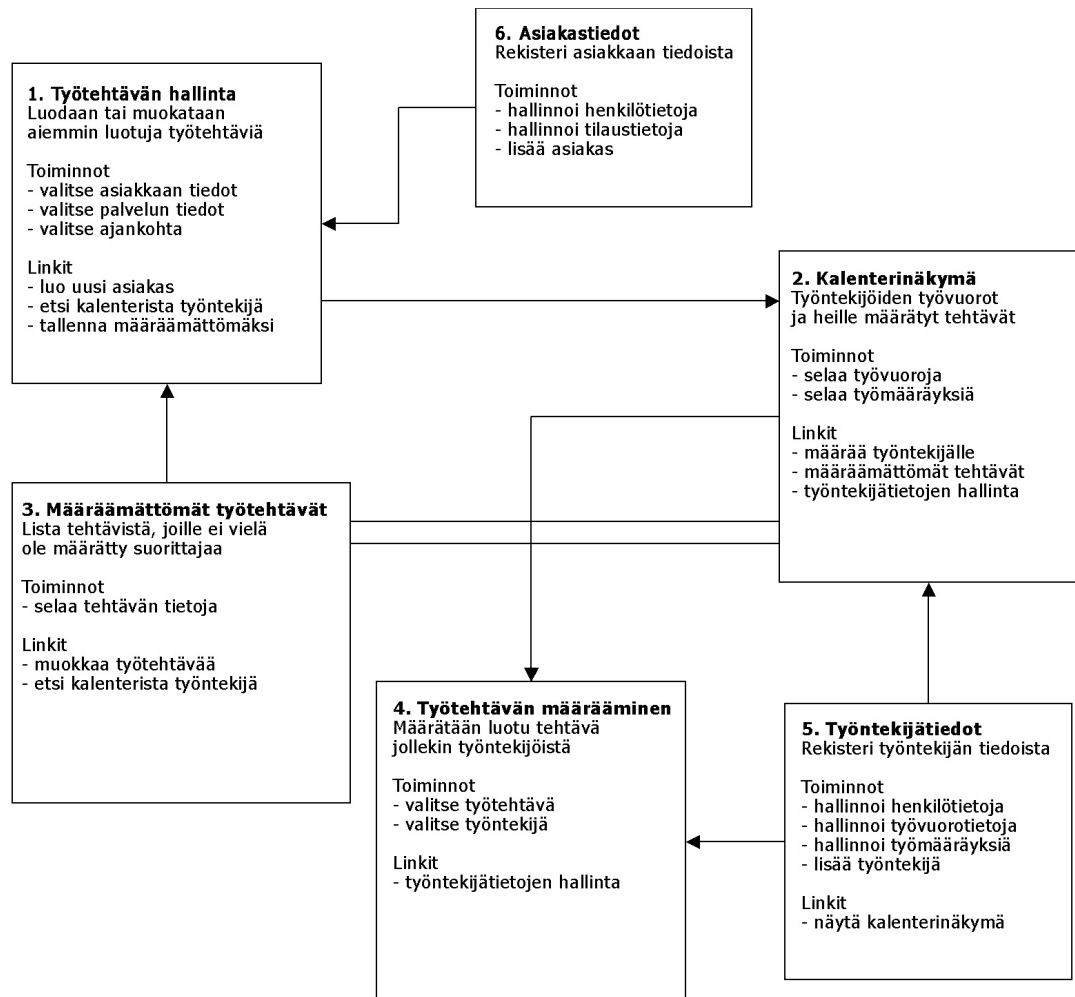 6. Asiakastiedot
Rekisteri asiakkaan tiedoista
Toiminnot
- hallinnoi henkilötietoja
- hallinnoi tilaustietoja
- lisää asiakas
1. Työtehtävän hallinta
Luodaan tai muokataan
aiemmin luotuja työtehtäviä
Toiminnot
- valitse asiakkaan tiedot
- valitse palvelun tiedot
- valitse ajankohta
Linkit
- luo uusi asiakas
- etsi kalenterista työntekijä
- tallenna määräämättömäksi
2. Kalenterinäkymä
Työntekijöiden työvuorot
ja heille määrätyt tehtävät
Toiminnot
- selaa työvuoroja
- selaa työmääräyksiä
Linkit
- määrää työntekijälle
- määräämättömät tehtävät
- työntekijätietojen hallinta
3. Määräämättömät työtehtävät
Lista tehtävistä, joille ei vielä
ole määrätty suorittajaa
Toiminnot
- selaa tehtävän tietoja
Linkit
- muokkaa työtehtävää
- etsi kalenterista työntekijä
4. Työtehtävän määrääminen
Määrätään luotu tehtävä
jollekin työntekijöistä
Toiminnot
- valitse työtehtävä
- valitse työntekijä
Linkit
- työntekijätietojen hallinta
5. Työntekijätiedot
Rekisteri työntekijän tiedoista
Toiminnot
- hallinnoi henkilötietoja
- hallinnoi työvuorotietoja
- hallinnoi työmääräyksiä
- lisää työntekijä
Linkit
- näytä kalenterinäkymä